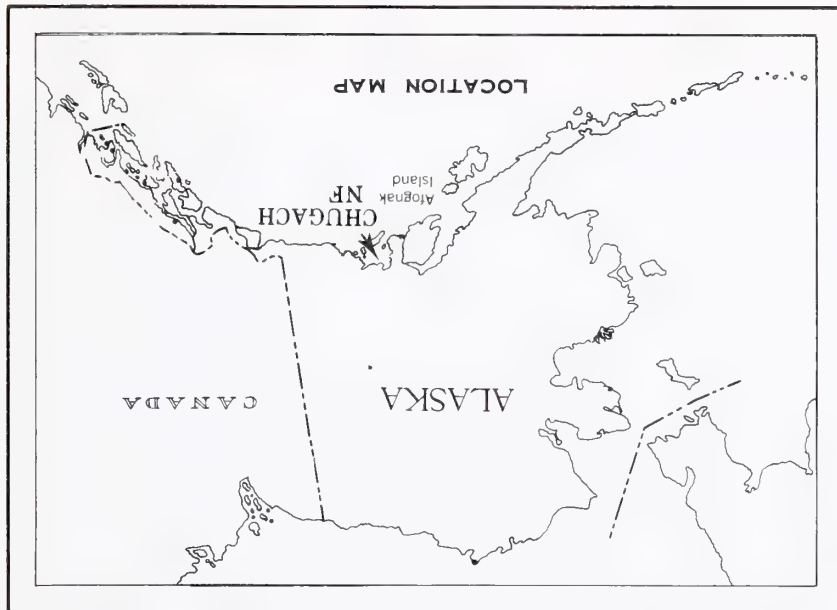 ALASKA
CANADA
CHUGACH
NF
Afognak
Island
LOCATION MAP